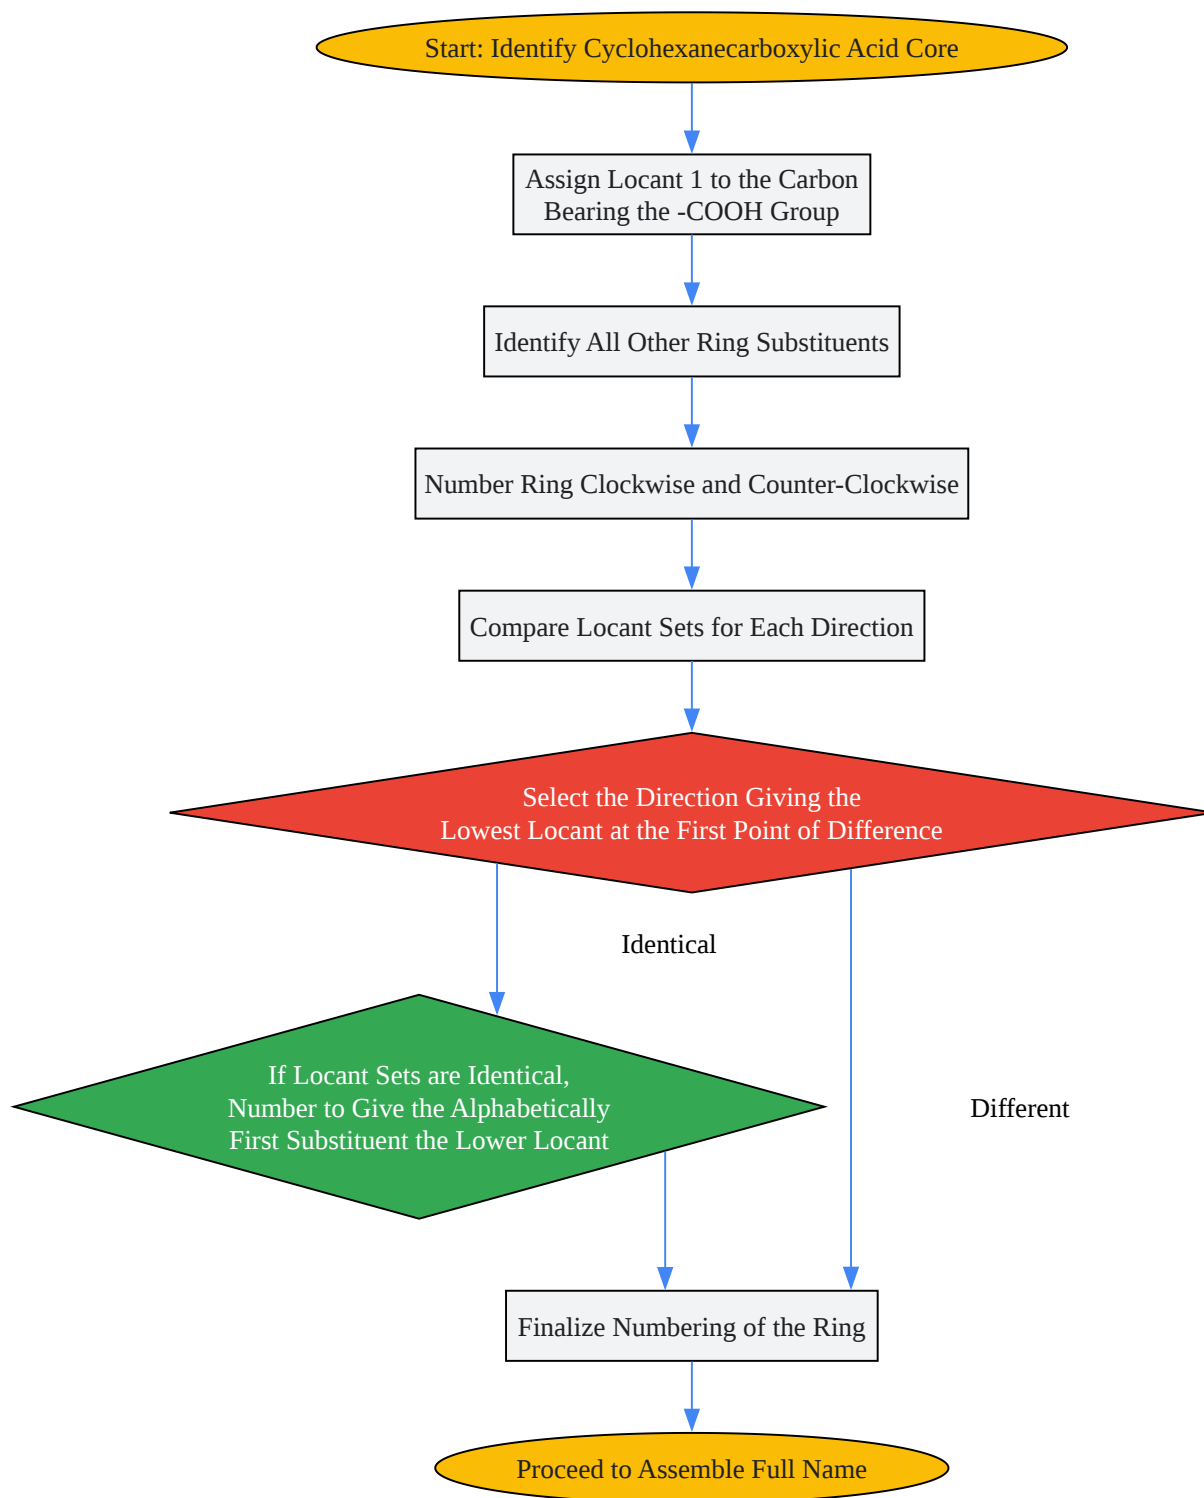 Start: Identify Cyclohexanecarboxylic Acid Core
Assign Locant 1 to the Carbon
Bearing the -COOH Group
Identify All Other Ring Substituents
Number Ring Clockwise and Counter-Clockwise
Compare Locant Sets for Each Direction
Select the Direction Giving the
Lowest Locant at the First Point of Difference
Identical
If Locant Sets are Identical,
Number to Give the Alphabetically
First Substituent the Lower Locant
Different
Finalize Numbering of the Ring
Proceed to Assemble Full Name